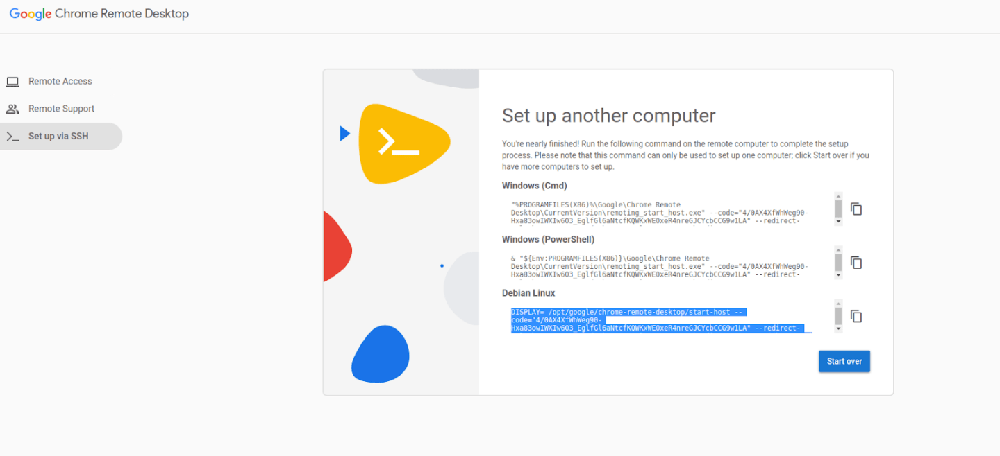 Google Chrome Remote Desktop
Remote Access
Remote Support
Set up via SSH
Set up another computer
You're nearly finished! Run the following command on the remote computer to complete the setup
process. Please note that this command can only be used to set up one computer; click Start over if you
have more computers to set up.
Windows (Cmd)
"%PROGRAMFILES(X86)%\Google\Chrome Remote
Desktop\CurrentVersion\remoting_start_host.exe" --code="4/0AX4XfWhWeg90-
Hxa83owIWXIw6O3_EglfGl6aNtcfKQWKxWEOxeR4nreGJCYcbCCG9w1LA" --redirect-
Windows (PowerShell)
& "${Env:PROGRAMFILES(X86)}\Google\Chrome Remote
Desktop\CurrentVersion\remoting_start_host.exe" --code="4/0AX4XfWhWeg90-
Hxa83owIWXIw6O3_EglfGl6aNtcfKQWKxWEOxeR4nreGJCYcbCCG9w1LA" --redirect-
Debian Linux
DISPLAY= /opt/google/chrome-remote-desktop/start-host --
code="4/0AX4XfWhWeg90-
Hxa83owIWXIw6O3_EglfGl6aNtcfKQWKxWEOxeR4nreGJCYcbCCG9w1LA" --redirect-
Start over